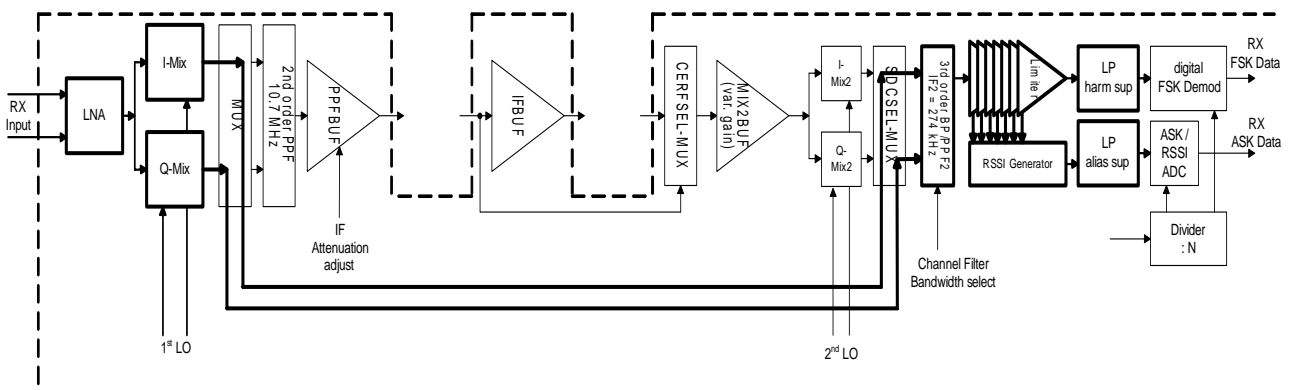 RX
Input
LNA
I-Mix
Q-Mix
1st LO
MUX
2nd order PPF
10.7 MHz
PPFBUF
IF
Attenuation
adjust
IFBUF
CERFSEL-MUX
MIX2BUF
(var. gain)
I-
Mix2
Q-
Mix2
2nd LO
SDCSEL-MUX
3rd order BP/PPF2
IF2 = 274 kHz
Channel Filter
Bandwidth select
Limiter
RSSI Generator
LP
harm sup
LP
alias sup
digital
FSK Demod
ASK /
RSSI
ADC
Divider
: N
RX
FSK Data
RX
ASK Data